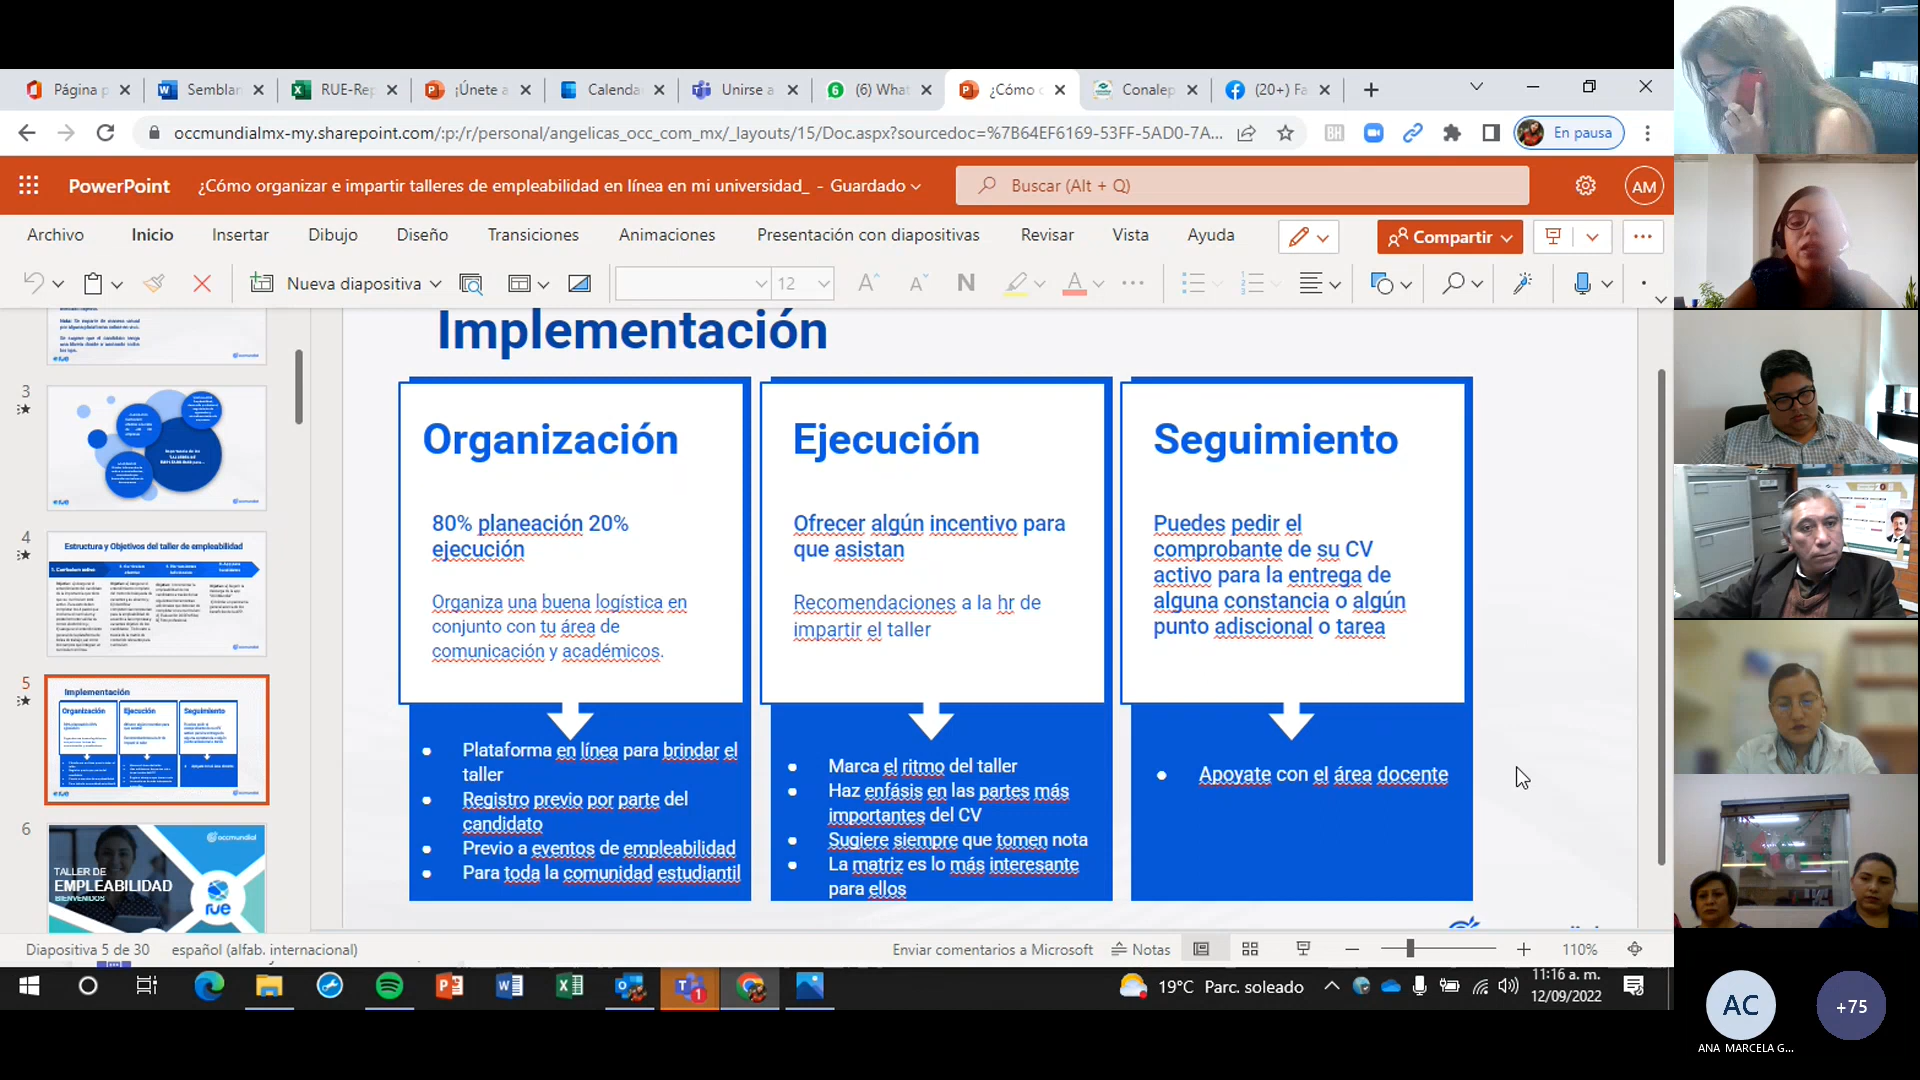 Página p
Semblan
RUE-Rep
¡Únete a
Calenda
Unirse a
(6) What
¿Cómo o
Conalep
(20+) Fa
occmundialmx-my.sharepoint.com/:p:/r/personal/angelicas_occ_com_mx/_layouts/15/Doc.aspx?sourcedoc=%7B64EF6169-53FF-5AD0-7A...
En pausa
PowerPoint
¿Cómo organizar e impartir talleres de empleabilidad en línea en mi universidad_ - Guardado
Buscar (Alt + Q)
AM
Archivo
Inicio
Insertar
Dibujo
Diseño
Transiciones
Animaciones
Presentación con diapositivas
Revisar
Vista
Ayuda
Compartir
Nueva diapositiva
12
N
3
4
Estructura y Objetivos del taller de empleabilidad
5
Implementación
Organización
Ejecución
Seguimiento
6
occmundial
TALLER DE
EMPLEABILIDAD
BIENVENIDOS
rue
Implementación
Organización
80% planeación 20%
ejecución
Organiza una buena logística en
conjunto con tu área de
comunicación y académicos.
Plataforma en línea para brindar el
taller
Registro previo por parte del
candidato
Previo a eventos de empleabilidad
Para toda la comunidad estudiantil
Ejecución
Ofrecer algún incentivo para
que asistan
Recomendaciones a la hr de
impartir el taller
Marca el ritmo del taller
Haz enfásis en las partes más
importantes del CV
Sugiere siempre que tomen nota
La matriz es lo más interesante
para ellos
Seguimiento
Puedes pedir el
comprobante de su CV
activo para la entrega de
alguna constancia o algún
punto adiscional o tarea
Apoyate con el área docente
Diapositiva 5 de 30
español (alfab. internacional)
Enviar comentarios a Microsoft
Notas
110%
19°C Parc. soleado
11:16 a. m.
12/09/2022
AC
+75
ANA MARCELA G...